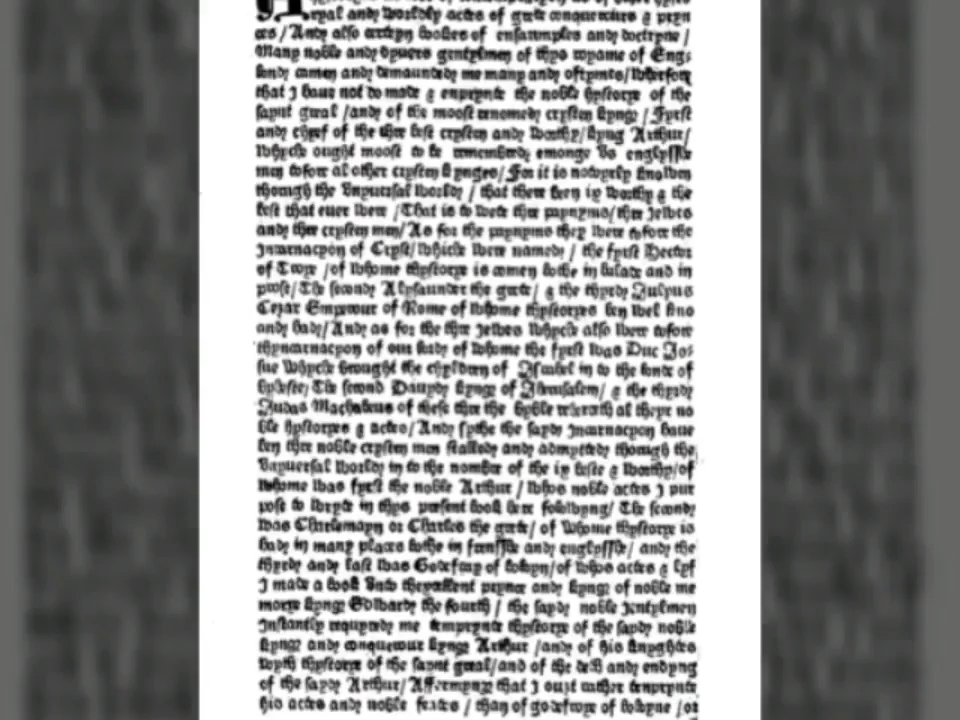 ryal and worldly actes of grete conquerours & pryn
ces / And also certeyn bookes of ensaumples and doctryne /
Many noble and dyuers gentylmen of thys royame of Eng-
lond camen and demaunded me many and oftymes / wherfore
that I haue not do made & enprynte the noble hystorye of the
saynt greal / and of the moost renomed crysten kynge / Fyrst
and chyef of the thre best crysten and worthy / kyng Arthur /
whyche ought moost to be remembred emonge vs englysshe
men tofore al other crysten kynges / For it is notoyrly knowen
thorugh the vnyuersal world / that there been ix worthy & the
best that euer were / That is to wete thre paynyms / thre Iewes
and thre crysten men / As for the paynyms they were tofore the
Incarnacyon of Cryst / whiche were named / the fyrst Hector
of Troye / of whome thystorye is comen bothe in balade and in
prose / The second Alysaunder the grete / & the thyrd Julyus
Cezar Emperour of Rome of whome thystoryes ben wel kno
and had / And as for the thre Iewes whyche also were tofore
thyncarnacyon of our lord of whome the fyrst was Duc Jo-
sue whyche brought the chyldren of Israhel in to the londe of
byheste / The second Dauyd kynge of Jherusalem / & the thyrd
Judas Machabeus of these thre the byble reherceth al theyr no
ble hystoryes & actes / And sythe the sayd Incarnacyon haue
ben thre noble crysten men stalled and admytted thorugh the
vnyuersal world in to the nombre of the ix beste & worthy / of
whome was fyrst the noble Arthur / whos noble actes I pur
pose to wryte in thys present book here folowyng / The second
was Charlemayn or Charles the grete / of whome thystorye is
had in many places bothe in frensshe and englysshe / and the
thyrd and last was Godefray of boloyn / of whos actes & lyf
I made a book vnto thexcellent prynce and kynge of noble me
morye kynge Edward the fourth / the sayd noble Jentylmen
Instantly requyred me temprynte thystorye of the sayd noble
kynge and conquerour kynge Arthur / and of his knyghtes
wyth thystorye of the saynt greal / and of the deth and endyng
of the sayd Arthur / Affermyng that I ouzt rather tenprynte
his actes and noble feates / than of godefroye of boloyne / or